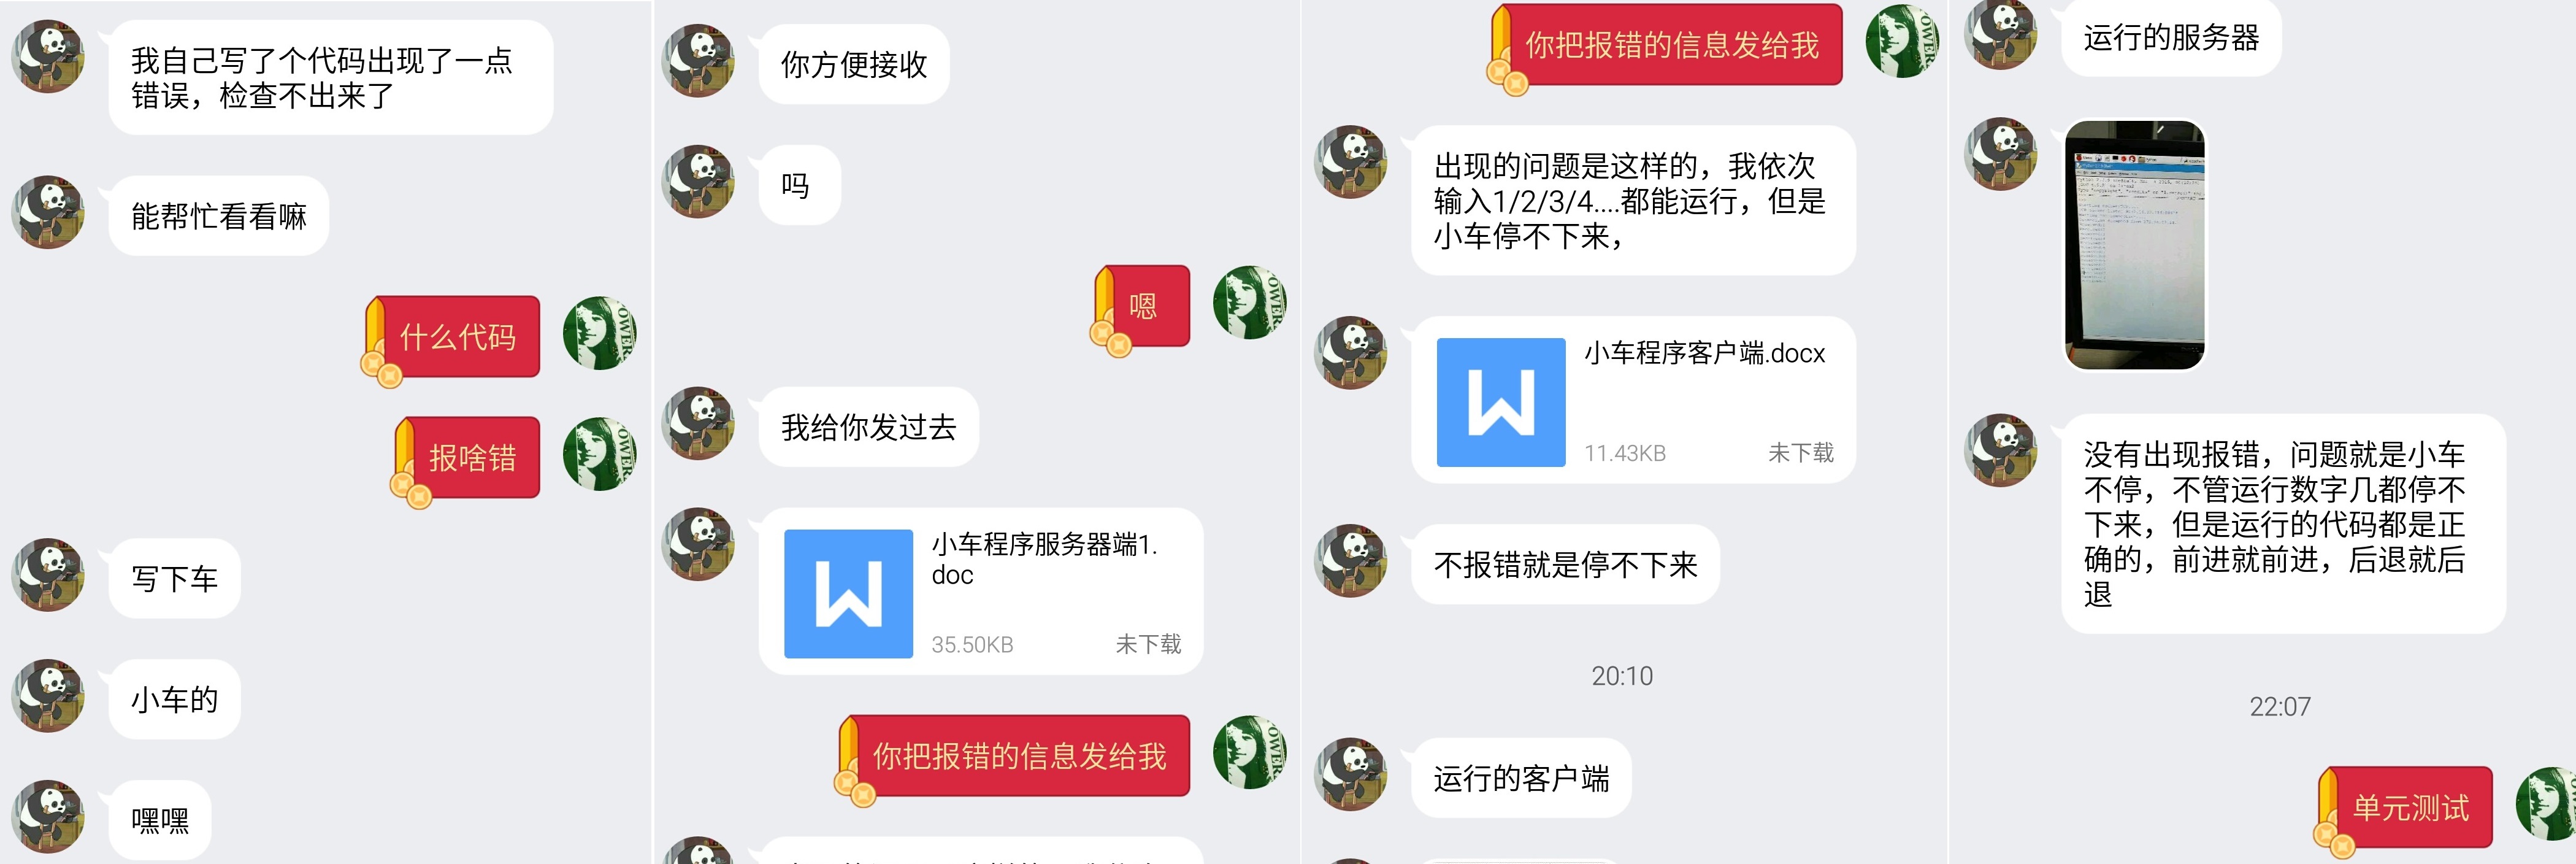 我自己写了个代码出现了一点
错误，检查不出来了
能帮忙看看嘛
什么代码
报啥错
写下车
小车的
嘿嘿
你方便接收
吗
嗯
我给你发过去
小车程序服务器端1.
doc
35.50KB
未下载
你把报错的信息发给我
你把报错的信息发给我
出现的问题是这样的，我依次
输入1/2/3/4....都能运行，但是
小车停不下来，
小车程序客户端.docx
11.43KB
未下载
不报错就是停不下来
20:10
运行的客户端
运行的服务器
没有出现报错，问题就是小车
不停，不管运行数字几都停不
下来，但是运行的代码都是正
确的，前进就前进，后退就后
退
22:07
单元测试